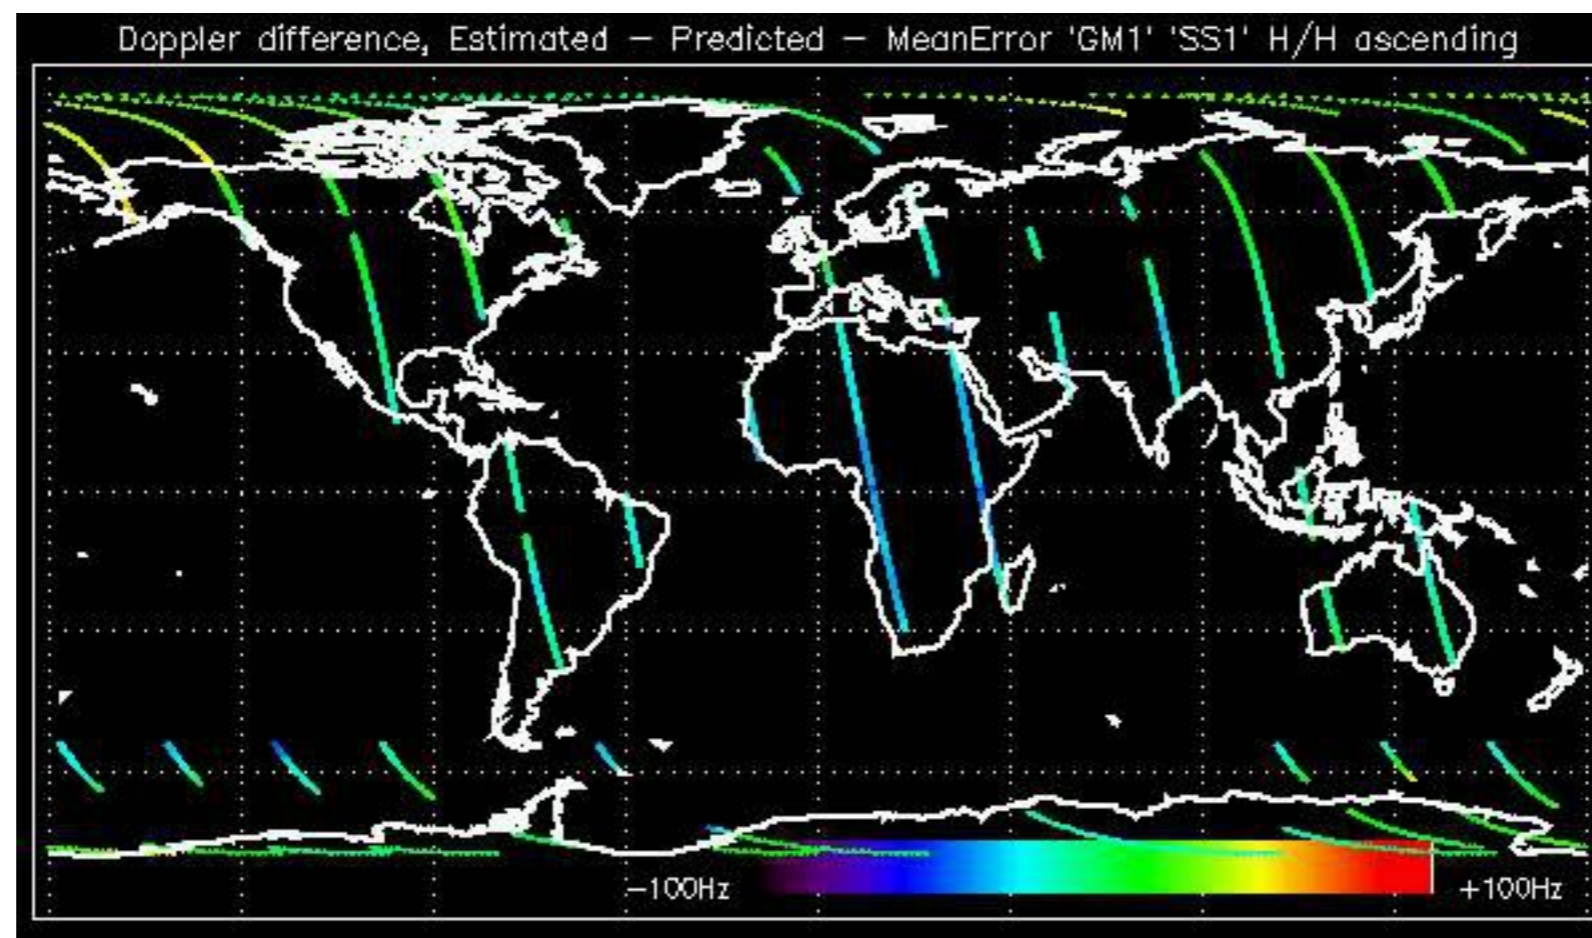 Doppler difference, Estimated – Predicted – MeanError 'GM1' 'SS1' H/H ascending
–100Hz +100Hz